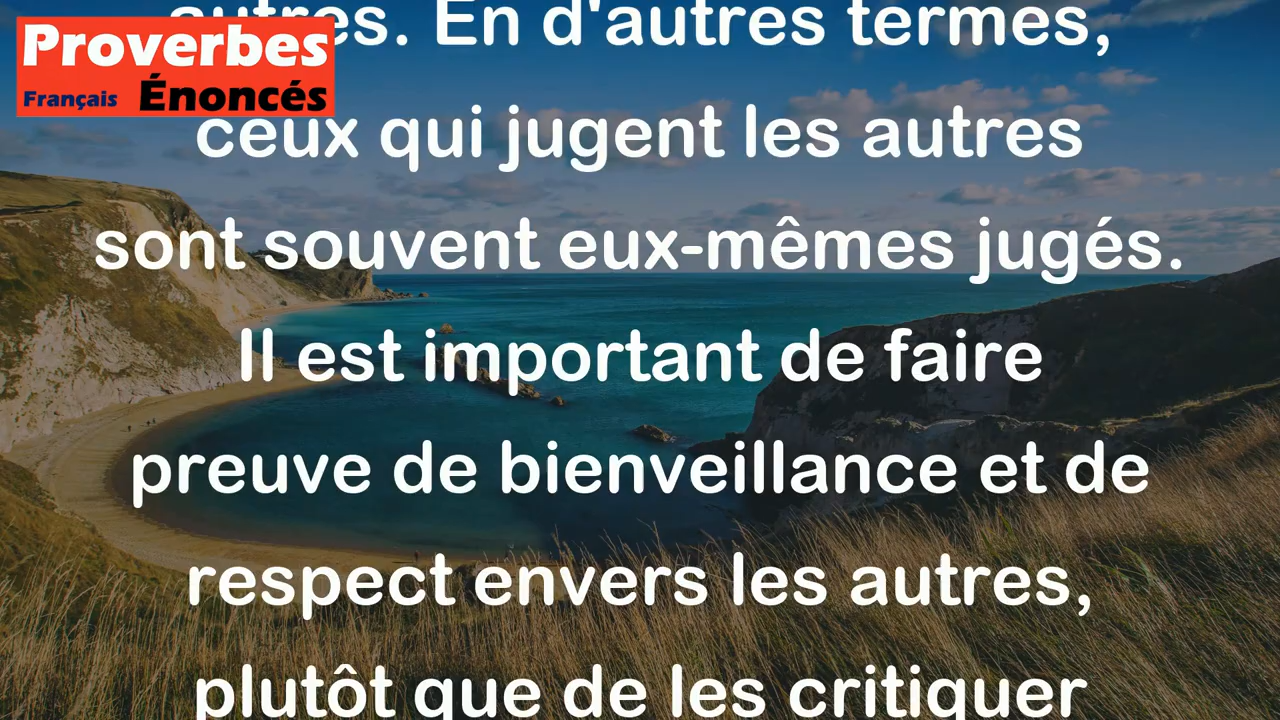 Proverbes
Français Énoncés
autres. En d'autres termes,
ceux qui jugent les autres
sont souvent eux-mêmes jugés.
Il est important de faire
preuve de bienveillance et de
respect envers les autres,
plutôt que de les critiquer